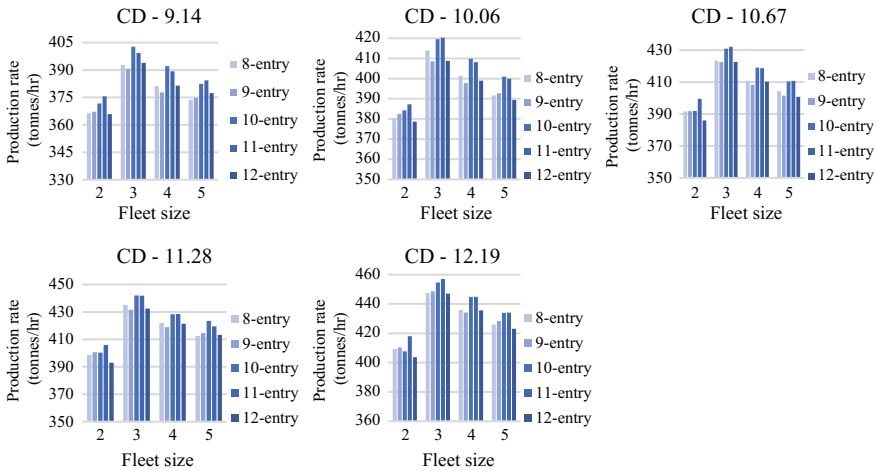 CD - 9.14
Production rate
(tonnes/hr)
405
390
375
360
345
330
2 3 4 5
Fleet size
8-entry
9-entry
10-entry
11-entry
12-entry
CD - 10.06
Production rate
(tonnes/hr)
420
410
400
390
380
370
360
350
2 3 4 5
Fleet size
8-entry
9-entry
10-entry
11-entry
12-entry
CD - 10.67
Production rate
(tonnes/hr)
430
410
390
370
350
2 3 4 5
Fleet size
8-entry
9-entry
10-entry
11-entry
12-entry
CD - 11.28
Production rate
(tonnes/hr)
450
430
410
390
370
350
2 3 4 5
Fleet size
8-entry
9-entry
10-entry
11-entry
12-entry
CD - 12.19
Production rate
(tonnes/hr)
460
440
420
400
380
360
2 3 4 5
Fleet size
8-entry
9-entry
10-entry
11-entry
12-entry